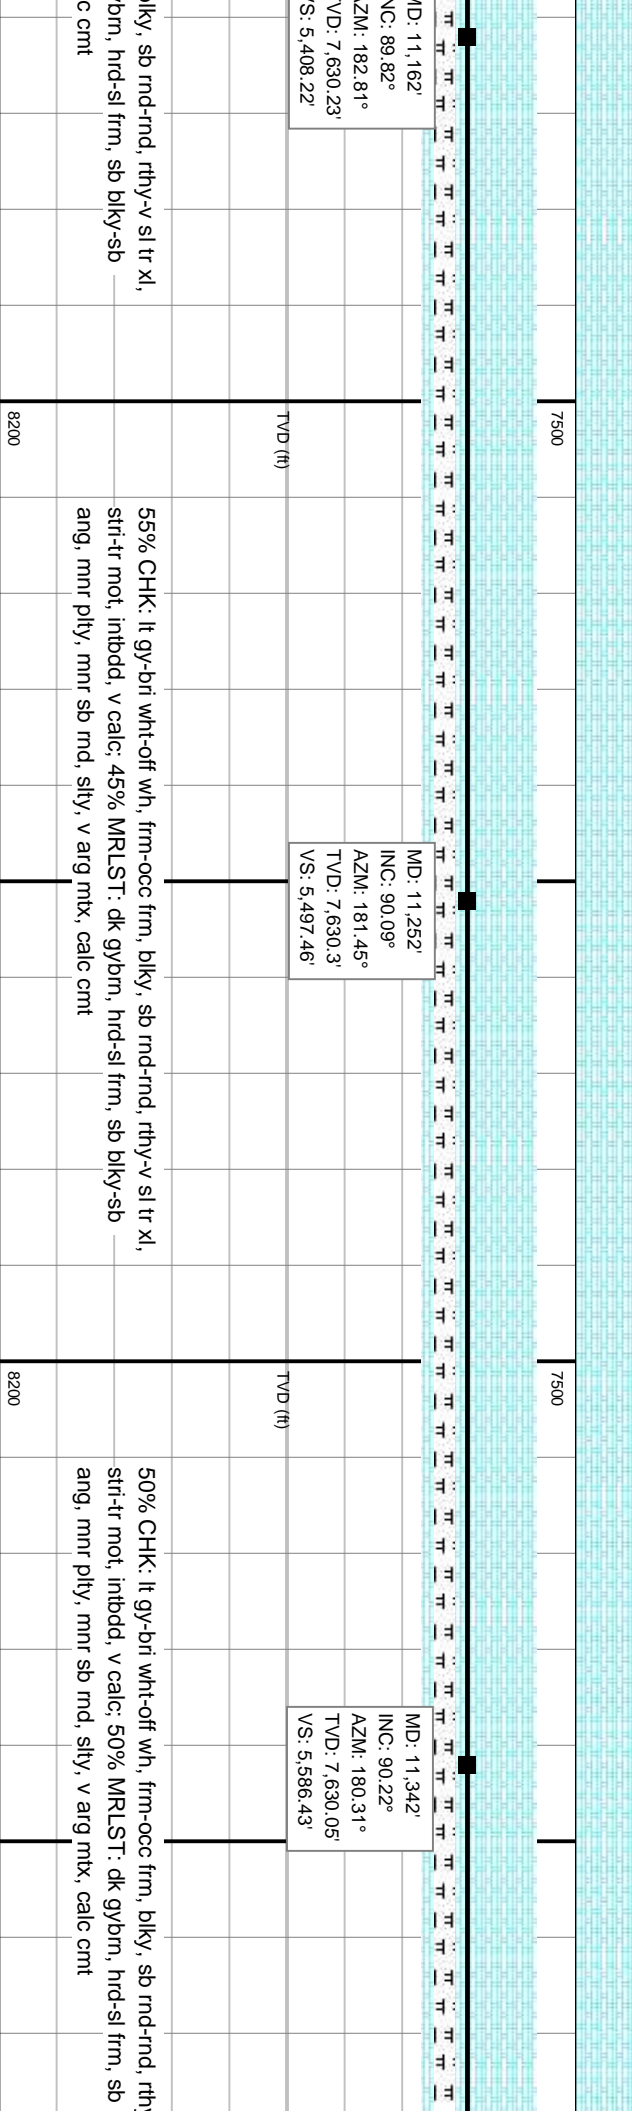 MD: 11,162'
INC: 89.82°
AZM: 182.81°
TVD: 7,630.23'
VS: 5,408.22'
blky, sb rnd-rnd, rthy-v sl tr xl,
hrd-sl frm, sb blky-sb
cmt
7500
TVD (ft)
8200
55% CHK: lt gy-bri wht-off wh, frm-occ frm, blky, sb rnd-rnd, rthy-v sl tr xl,
stri-tr mot, intbdd, v calc; 45% MRLST: dk gybrn, hrd-sl frm, sb blky-sb
ang, mnr plty, mnr sb rnd, slty, v arg mtx, calc cmt
MD: 11,252'
INC: 90.09°
AZM: 181.45°
TVD: 7,630.3'
VS: 5,497.46'
7500
TVD (ft)
8200
50% CHK: lt gy-bri wht-off wh, frm-occ frm, blky, sb rnd-rnd,
stri-tr mot, intbdd, v calc; 50% MRLST: dk gybrn, hrd-sl frm, sb
ang, mnr plty, mnr sb rnd, slty, v arg mtx, calc cmt
MD: 11,342'
INC: 90.22°
AZM: 180.31°
TVD: 7,630.05'
VS: 5,586.43'